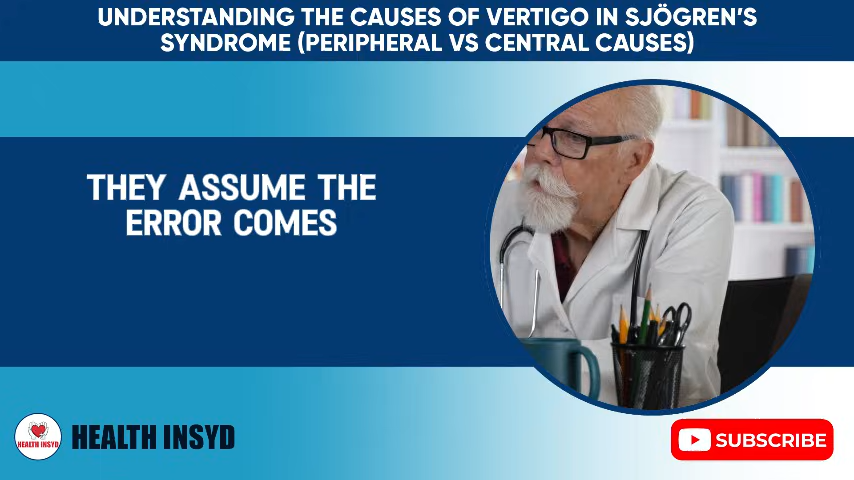 UNDERSTANDING THE CAUSES OF VERTIGO IN SJÖGREN'S
SYNDROME (PERIPHERAL VS CENTRAL CAUSES)
THEY ASSUME THE
ERROR COMES
HEALTH INSYD
HEALTH INSYD
SUBSCRIBE